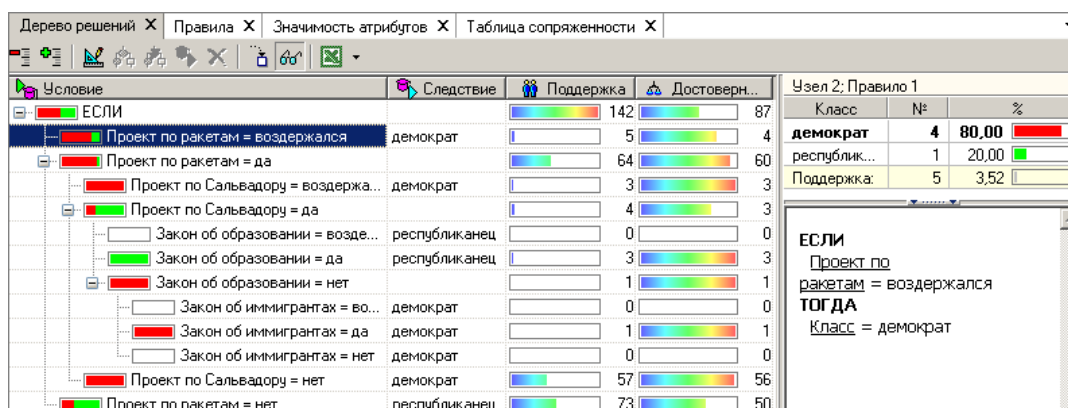 Дерево решений X Правила X Значимость атрибутов X Таблица сопряженности X
Условие Следствие Поддержка Достоверн...
ЕСЛИ 142 87
Проект по ракетам = воздержался демократ 5 4
Проект по ракетам = да 64 60
Проект по Сальвадору = воздержа... демократ 3 3
Проект по Сальвадору = да 4 3
Закон об образовании = возде... республиканец 0 0
Закон об образовании = да республиканец 3 3
Закон об образовании = нет 1 1
Закон об иммигрантах = во... демократ 0 0
Закон об иммигрантах = да демократ 1 1
Закон об иммигрантах = нет демократ 0 0
Проект по Сальвадору = нет демократ 57 56
Проект по ракетам = нет республиканец 73 50
Узел 2; Правило 1
Класс № %
демократ 4 80,00
республик... 1 20,00
Поддержка: 5 3,52
ЕСЛИ
Проект по
ракетам = воздержался
ТОГДА
Класс = демократ